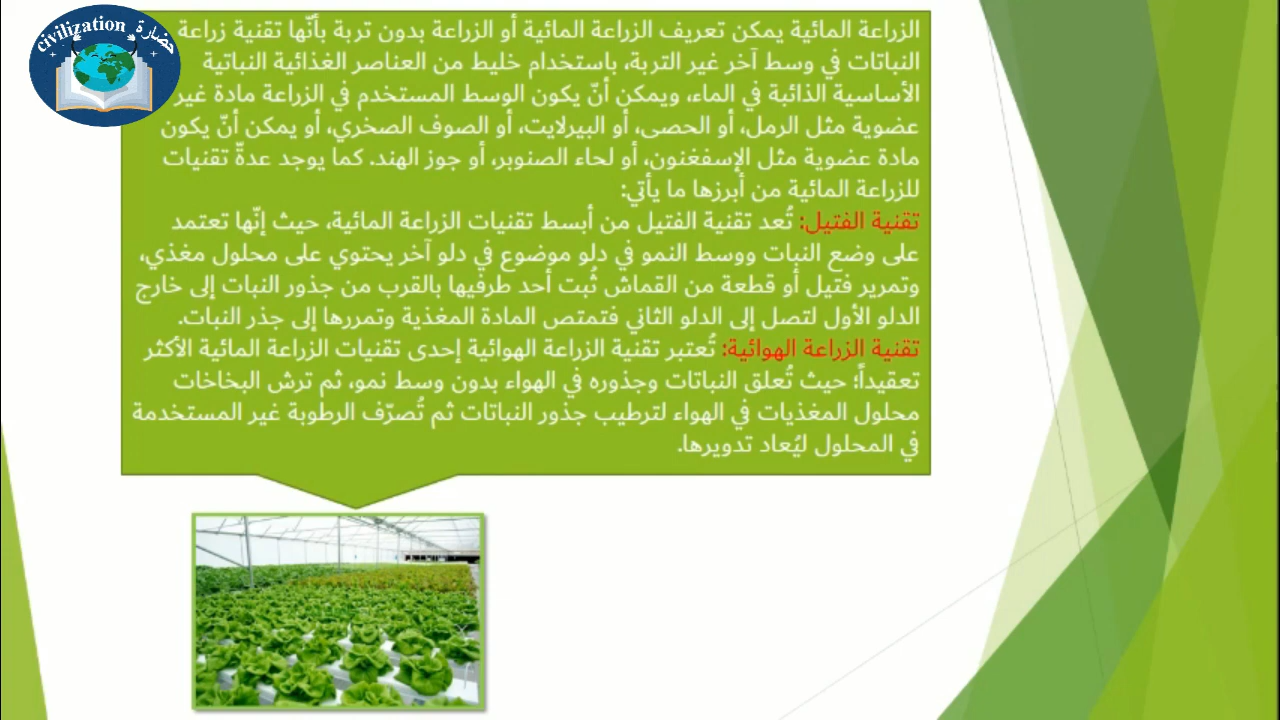 civilization حضارة
الزراعة المائية يمكن تعريف الزراعة المائية أو الزراعة بدون تربة بأنّها تقنية زراعة
النباتات في وسط آخر غير التربة، باستخدام خليط من العناصر الغذائية النباتية
الأساسية الذائبة في الماء، ويمكن أنّ يكون الوسط المستخدم في الزراعة مادة غير
عضوية مثل الرمل، أو الحصى، أو البيرلايت، أو الصوف الصخري، أو يمكن أنّ يكون
مادة عضوية مثل الإسفغنون، أو لحاء الصنوبر، أو جوز الهند. كما يوجد عدةّ تقنيات
للزراعة المائية من أبرزها ما يأتي:
تقنية الفتيل: تُعد تقنية الفتيل من أبسط تقنيات الزراعة المائية، حيث إنّها تعتمد
على وضع النبات ووسط النمو في دلو موضوع في دلو آخر يحتوي على محلول مغذي،
وتمرير فتيل أو قطعة من القماش ثُبت أحد طرفيها بالقرب من جذور النبات إلى خارج
الدلو الأول لتصل إلى الدلو الثاني فتمتص المادة المغذية وتمررها إلى جذر النبات.
تقنية الزراعة الهوائية: تُعتبر تقنية الزراعة الهوائية إحدى تقنيات الزراعة المائية الأكثر
تعقيداً؛ حيث تُعلق النباتات وجذوره في الهواء بدون وسط نمو، ثم ترش البخاخات
محلول المغذيات في الهواء لترطيب جذور النباتات ثم تُصرّف الرطوبة غير المستخدمة
في المحلول ليُعاد تدويرها.